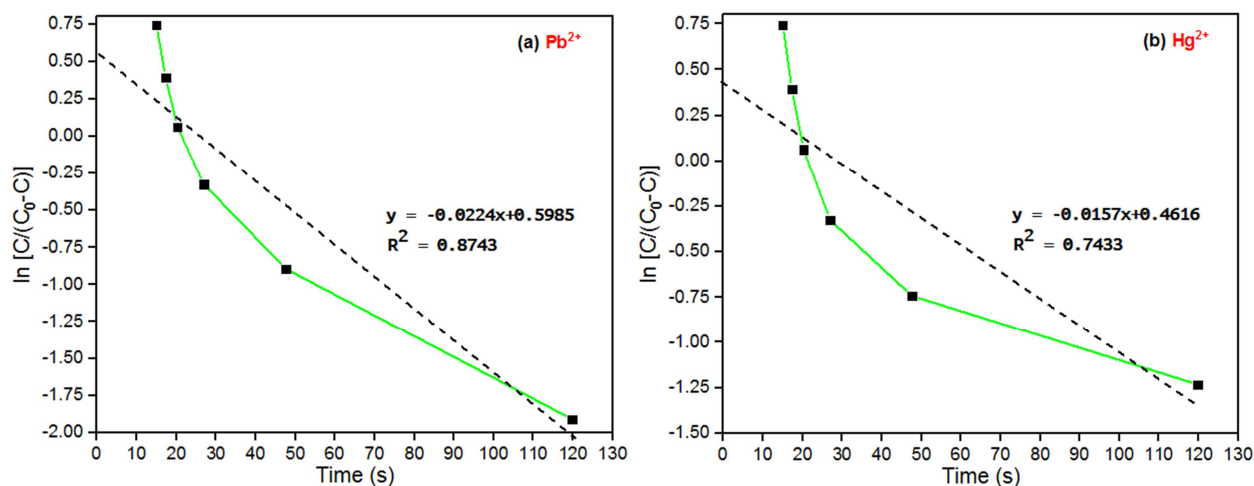 (a) Pb²⁺
ln [C/(C₀-C)]
0.75
0.50
0.25
0.00
-0.25
-0.50
-0.75
-1.00
-1.25
-1.50
-1.75
-2.00
y = -0.0224x+0.5985
R² = 0.8743
0 10 20 30 40 50 60 70 80 90 100 110 120 130
Time (s)
(b) Hg²⁺
ln [C/(C₀-C)]
0.75
0.50
0.25
0.00
-0.25
-0.50
-0.75
-1.00
-1.25
-1.50
y = -0.0157x+0.4616
R² = 0.7433
0 10 20 30 40 50 60 70 80 90 100 110 120 130
Time (s)